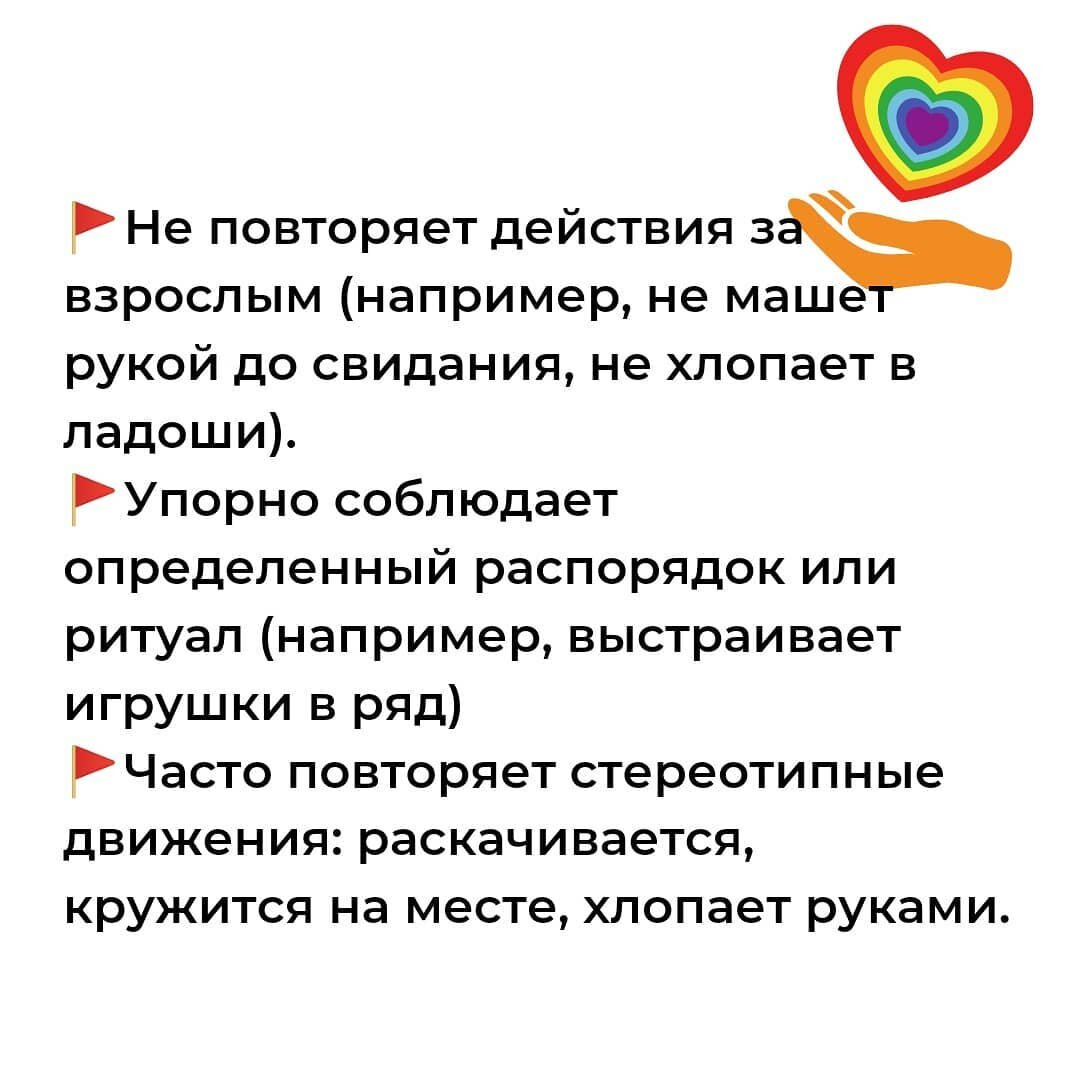 🚩Не повторяет действия за
взрослым (например, не машет
рукой до свидания, не хлопает в
ладоши).
🚩Упорно соблюдает
определенный распорядок или
ритуал (например, выстраивает
игрушки в ряд)
🚩Часто повторяет стереотипные
движения: раскачивается,
кружится на месте, хлопает руками.